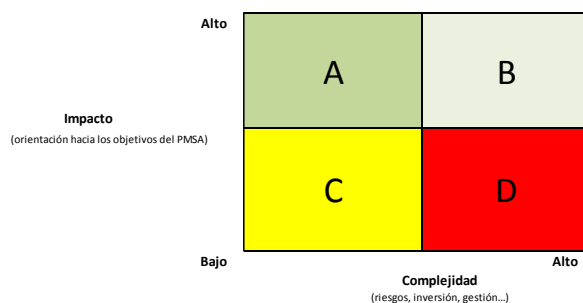 Alto
A
B
Impacto
(orientación hacia los objetivos del PMSA)
C
D
Bajo
Alto
Complejidad
(riesgos, inversión, gestión...)